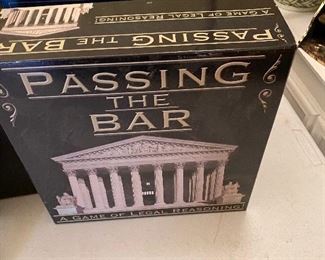 A GAME OF LEGAL REASONING!
PASSING THE BAR
PASSING
THE
BAR
A GAME OF LEGAL REASONING!